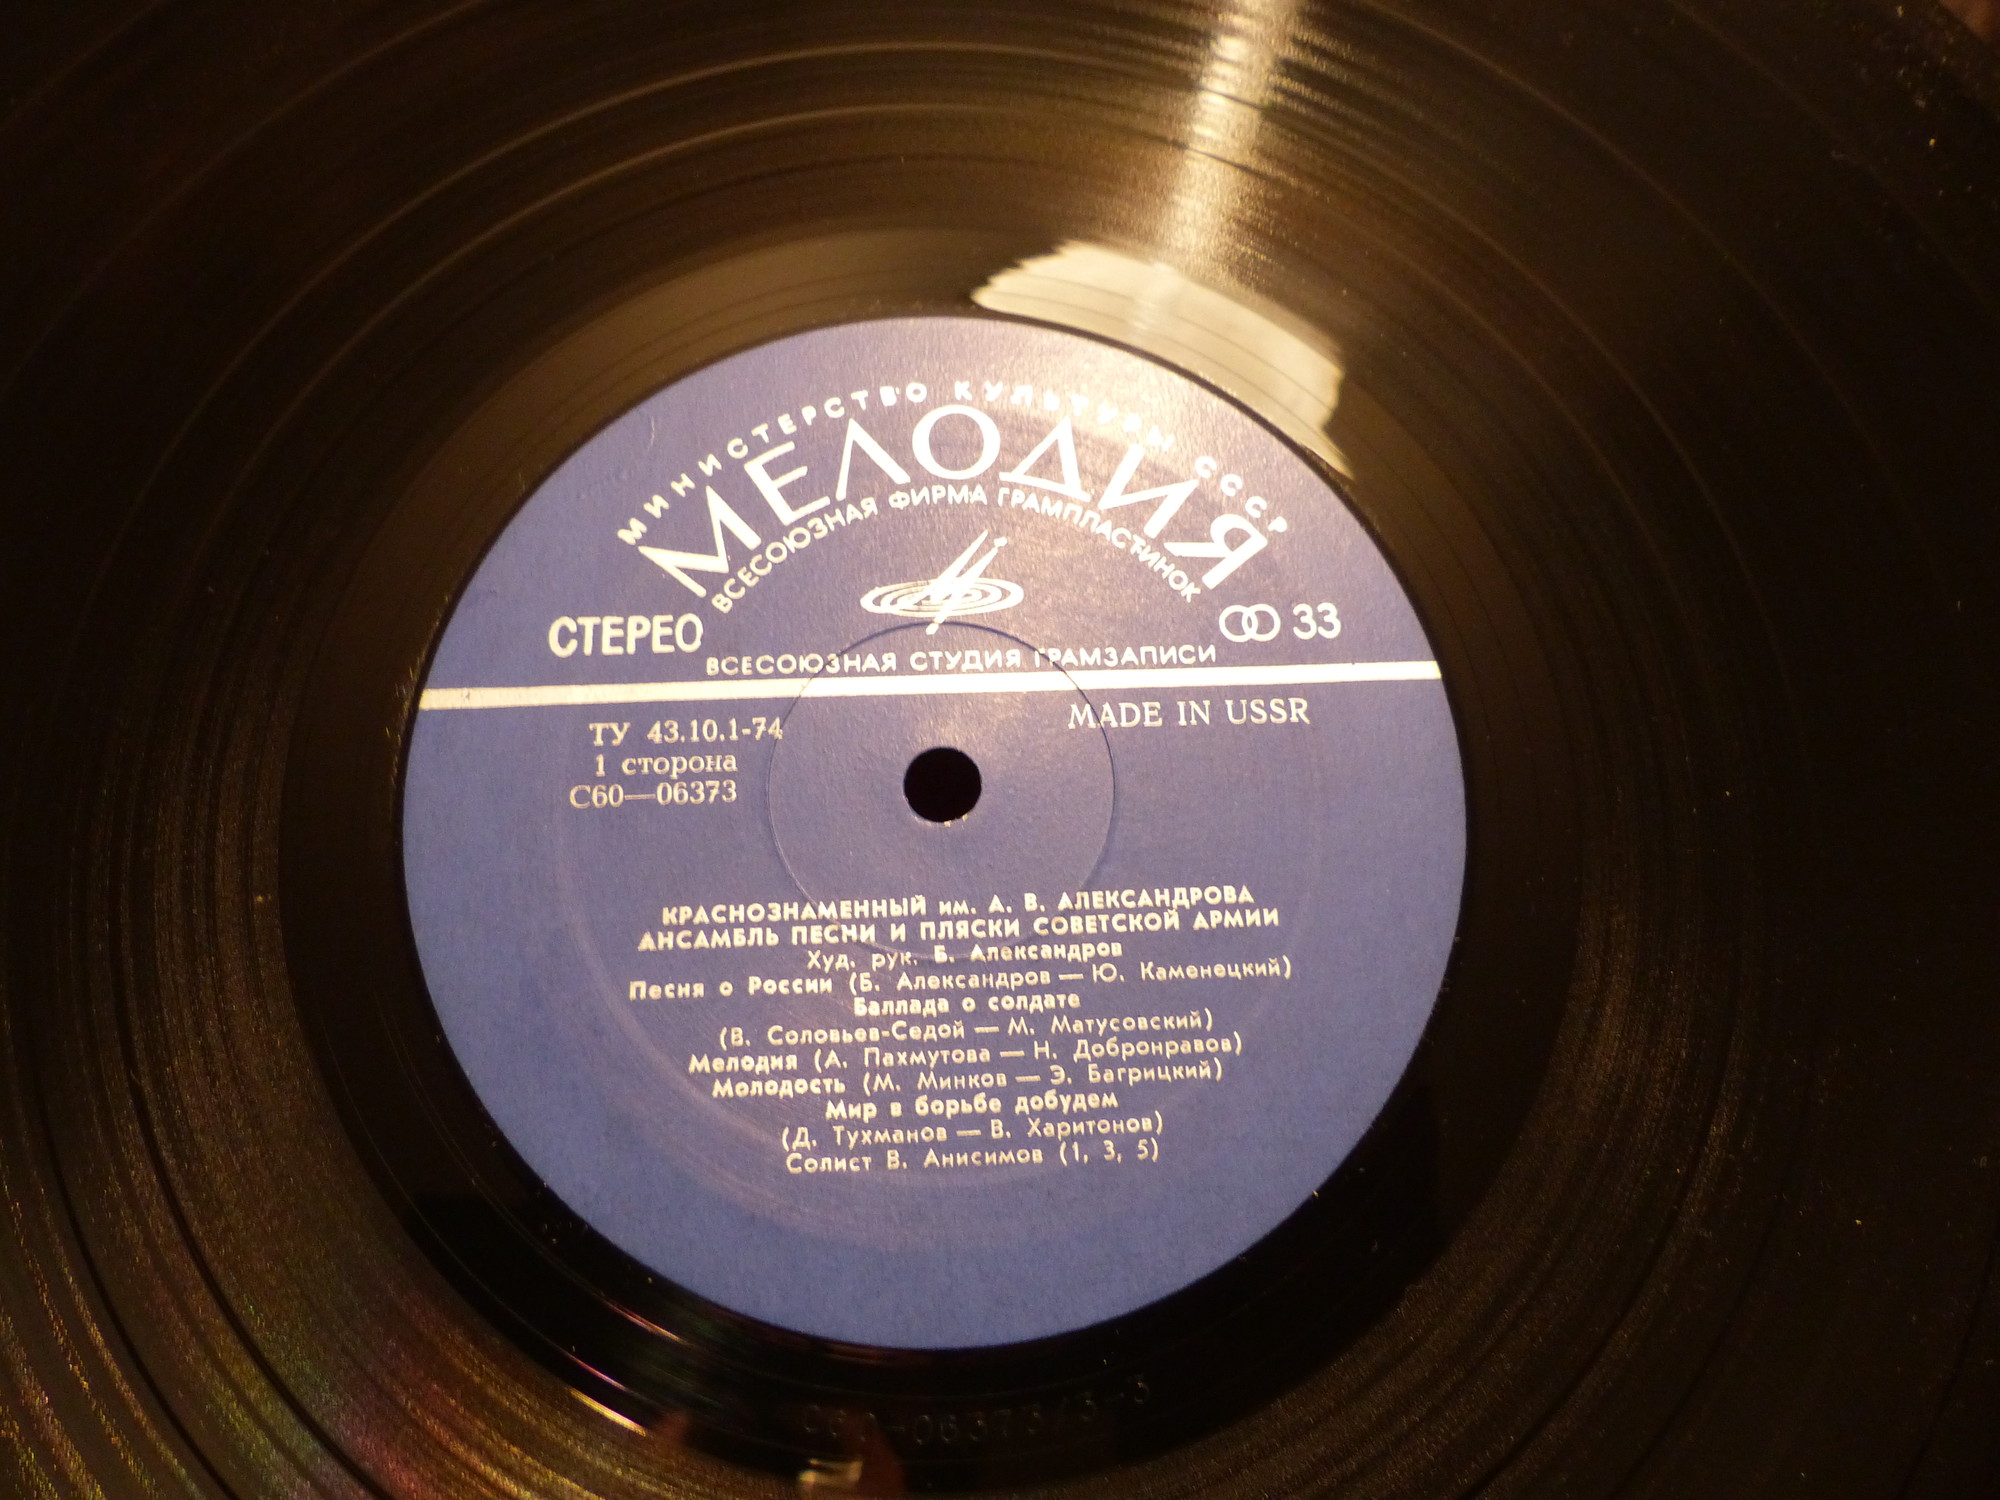 МИНИСТЕРСТВО КУЛЬТУРЫ СССР
МЕЛОДИЯ
ВСЕСОЮЗНАЯ ФИРМА ГРАМПЛАСТИНОК
СТЕРЕО
33
ВСЕСОЮЗНАЯ СТУДИЯ ГРАМЗАПИСИ
ТУ 43.10.1-74
MADE IN USSR
1 сторона
С60—06373
КРАСНОЗНАМЕННЫЙ им. А. В. АЛЕКСАНДРОВА
АНСАМБЛЬ ПЕСНИ И ПЛЯСКИ СОВЕТСКОЙ АРМИИ
Худ. рук. Б. Александров
Песня о России (Б. Александров — Ю. Каменецкий)
Баллада о солдате
(В. Соловьев-Седой — М. Матусовский)
Мелодия (А. Пахмутова — Н. Добронравов)
Молодость (М. Минков — Э. Багрицкий)
Мир в борьбе добудем
(Д. Тухманов — В. Харитонов)
Солист В. Анисимов (1, 3, 5)